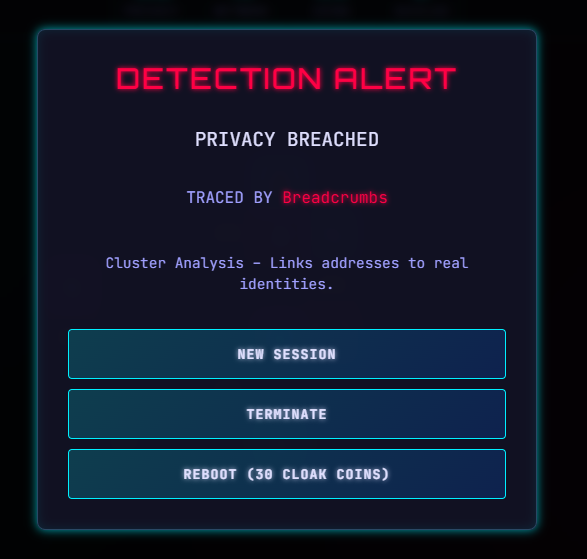 DETECTION ALERT
PRIVACY BREACHED
TRACED BY Breadcrumbs
Cluster Analysis – Links addresses to real
identities.
NEW SESSION
TERMINATE
REBOOT (30 CLOAK COINS)